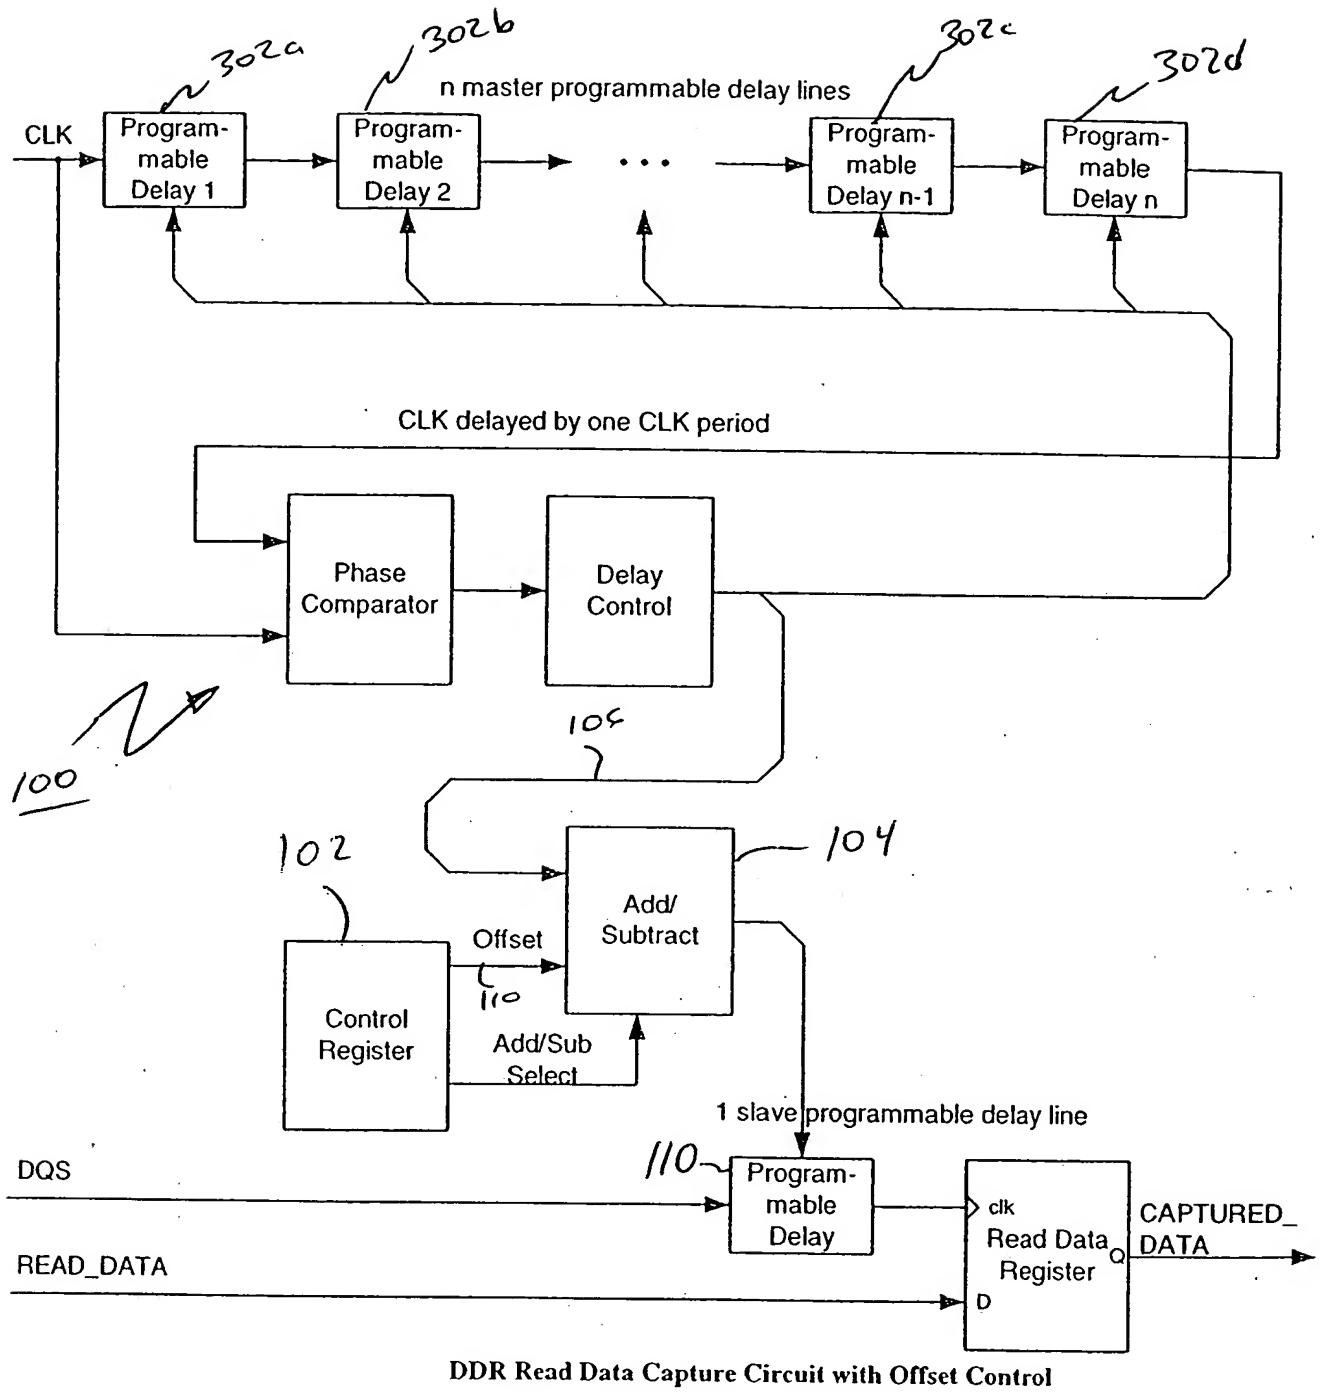 302a
302b
302c
302d
n master programmable delay lines
CLK
Program-
mable
Delay 1
Program-
mable
Delay 2
• • •
Program-
mable
Delay n-1
Program-
mable
Delay n
CLK delayed by one CLK period
Phase
Comparator
Delay
Control
100
102
104
Add/
Subtract
Offset
110
Control
Register
Add/Sub
Select
1 slave programmable delay line
DQS
110
Program-
mable
Delay
clk
Read Data
Register
Q
D
CAPTURED_
DATA
READ_DATA
DDR Read Data Capture Circuit with Offset Control